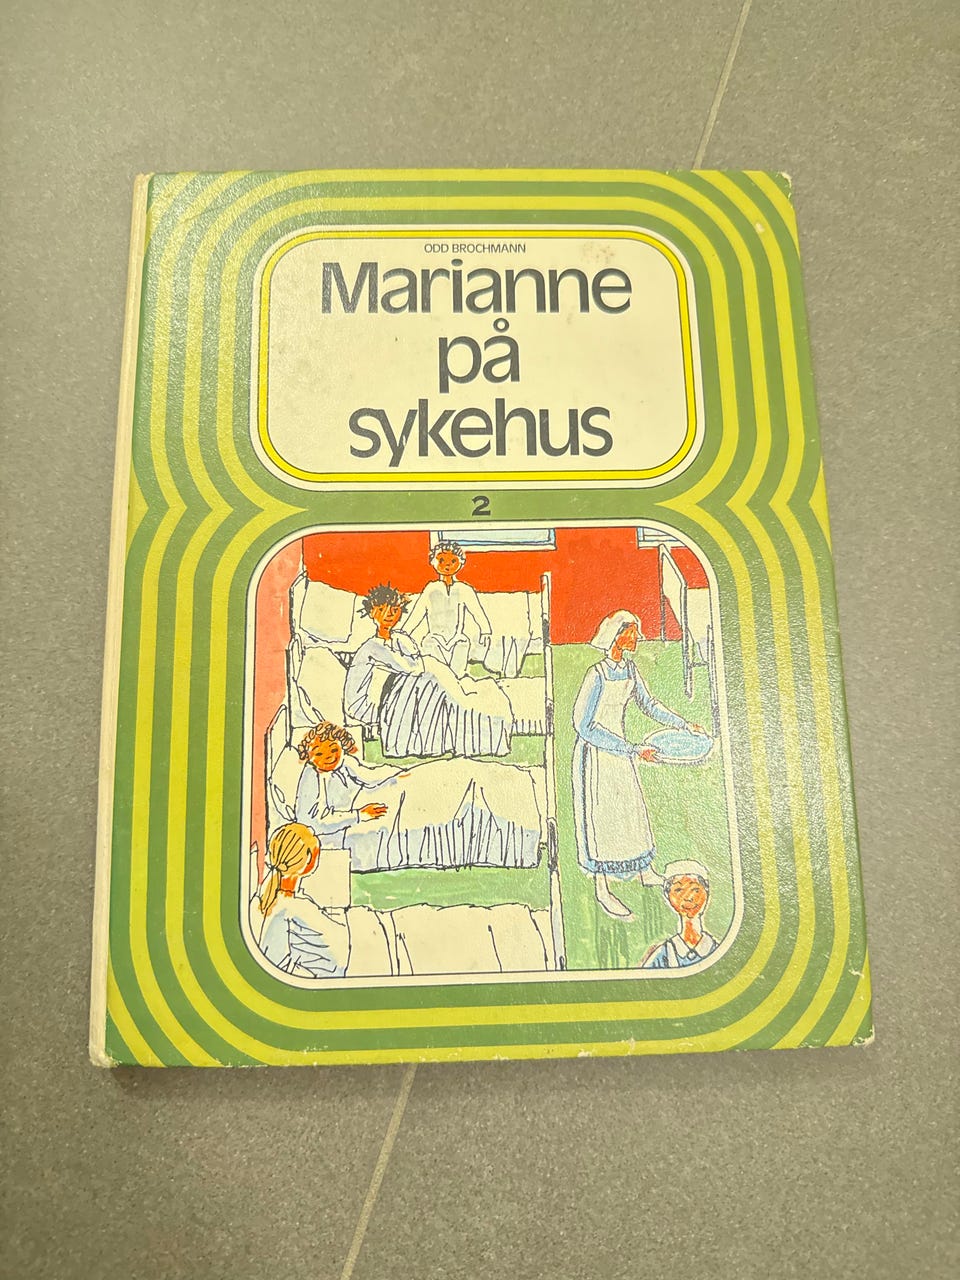 ODD BROCHMANN
Marianne
på
sykehus
2